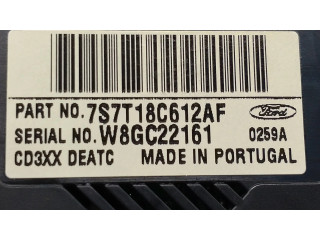 PART NO. 7S7T18C612AF
Ford
SERIAL NO. W8GC22161 0259A
CD3XX DEATC MADE IN PORTUGAL